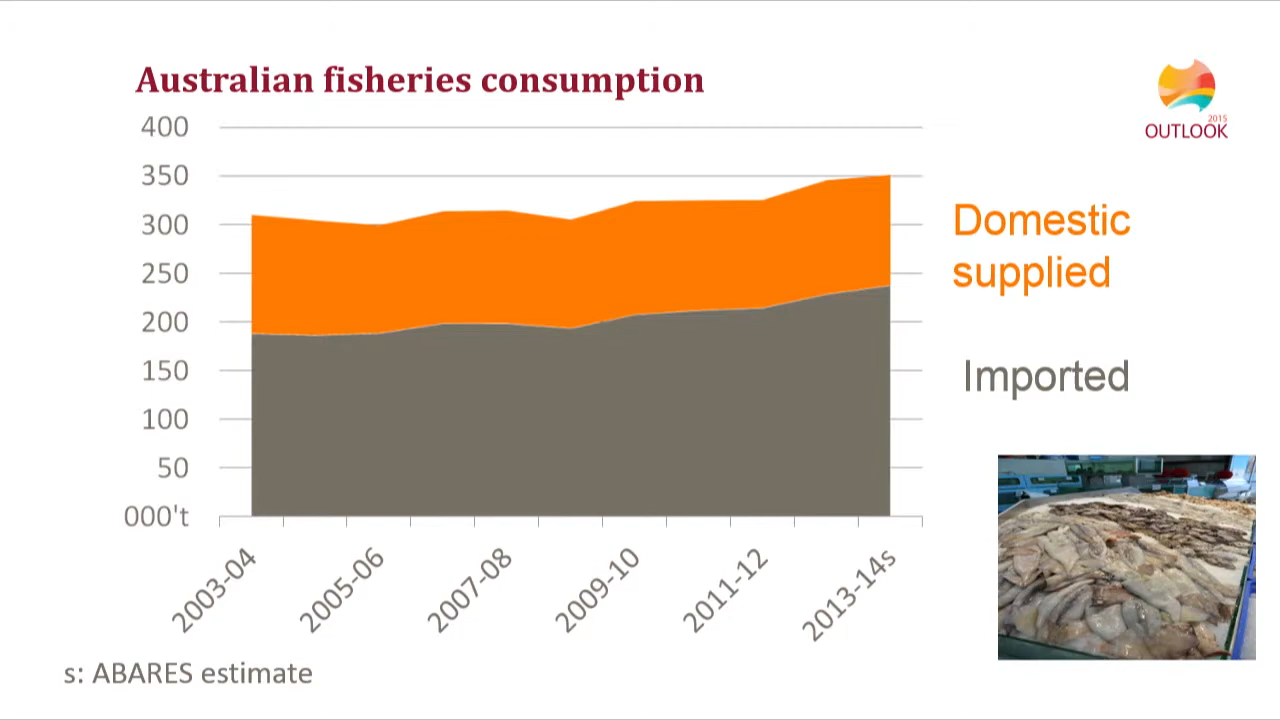 Australian fisheries consumption
2015
OUTLOOK
400
350
300
250
200
150
100
50
000't
Domestic
supplied
Imported
2003-04
2005-06
2007-08
2009-10
2011-12
2013-14s
s: ABARES estimate